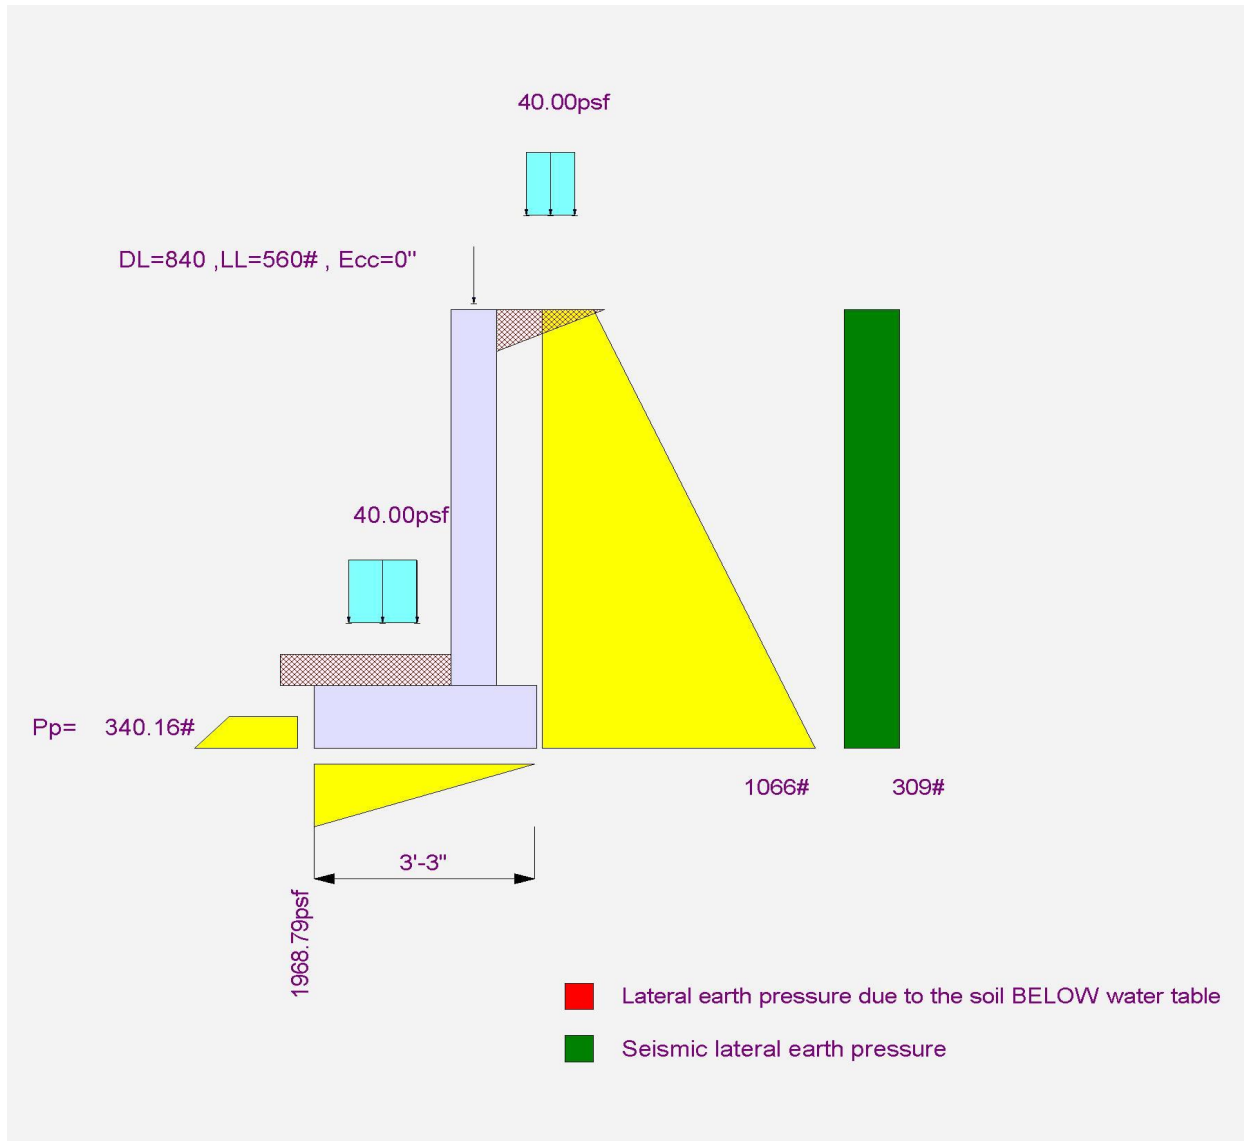 40.00psf
DL=840 ,LL=560# , Ecc=0"
40.00psf
Pp= 340.16#
1066# 309#
3'-3"
1968.79psf
Lateral earth pressure due to the soil BELOW water table
Seismic lateral earth pressure